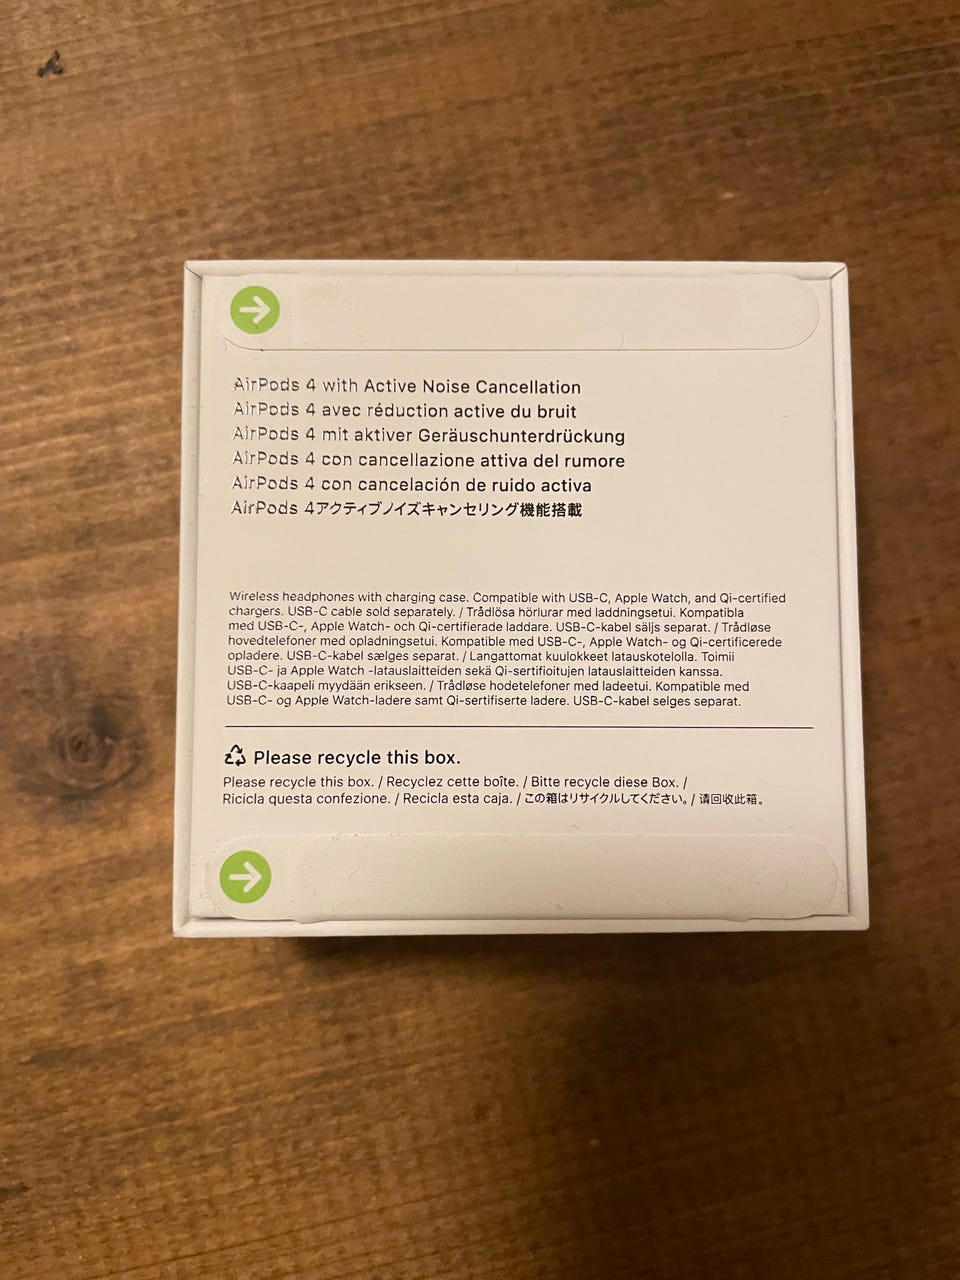 AirPods 4 with Active Noise Cancellation
AirPods 4 avec réduction active du bruit
AirPods 4 mit aktiver Geräuschunterdrückung
AirPods 4 con cancellazione attiva del rumore
AirPods 4 con cancelación de ruido activa
AirPods 4アクティブノイズキャンセリング機能搭載
Wireless headphones with charging case. Compatible with USB-C, Apple Watch, and Qi-certified
chargers. USB-C cable sold separately. / Trådlösa hörlurar med laddningsetui. Kompatibla
med USB-C-, Apple Watch- och Qi-certifierade laddare. USB-C-kabel säljs separat. / Trådløse
hovedtelefoner med opladningsetui. Kompatible med USB-C-, Apple Watch- og Qi-certificerede
opladere. USB-C-kabel sælges separat. / Langattomat kuulokkeet latauskotelolla. Toimii
USB-C- ja Apple Watch -latauslaitteiden sekä Qi-sertifioitujen latauslaitteiden kanssa.
USB-C-kaapeli myydään erikseen. / Trådløse hodetelefoner med ladeetui. Kompatible med
USB-C- og Apple Watch-ladere samt Qi-sertifiserte ladere. USB-C-kabel selges separat.
Please recycle this box.
Please recycle this box. / Recyclez cette boîte. / Bitte recycle diese Box. /
Ricicla questa confezione. / Recicla esta caja. / この箱はリサイクルしてください。/ 请回收此箱。